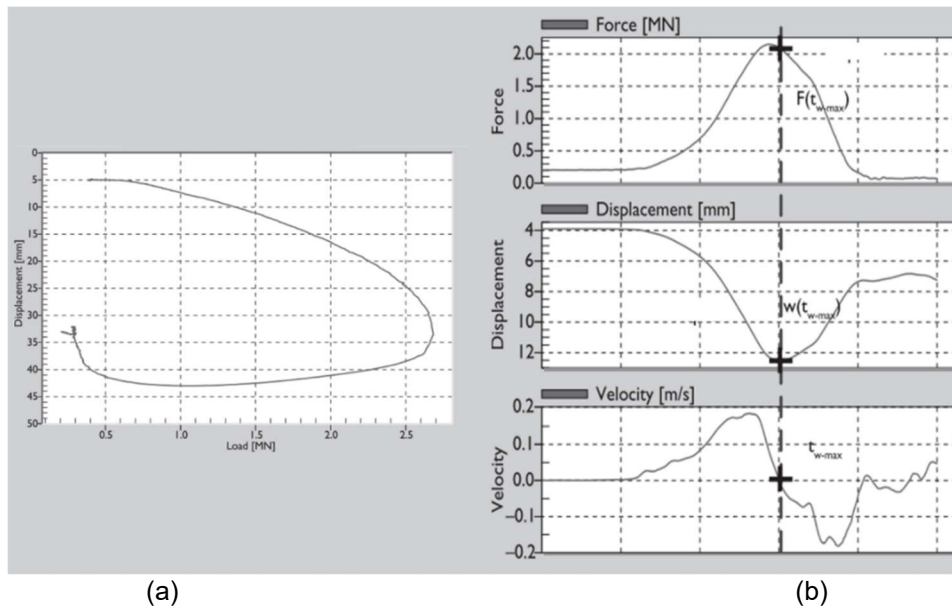 Displacement [mm]
0
5
10
15
20
25
30
35
40
45
50
0.5
1.0
1.5
2.0
2.5
Load [MN]
Force [MN]
Force
2.0
1.5
1.0
0.5
0.0
F(t_w-max)
Displacement [mm]
Displacement
4
6
8
10
12
w(t_w-max)
Velocity [m/s]
Velocity
0.2
0.1
0.0
−0.1
−0.2
t_w-max
(a)
(b)